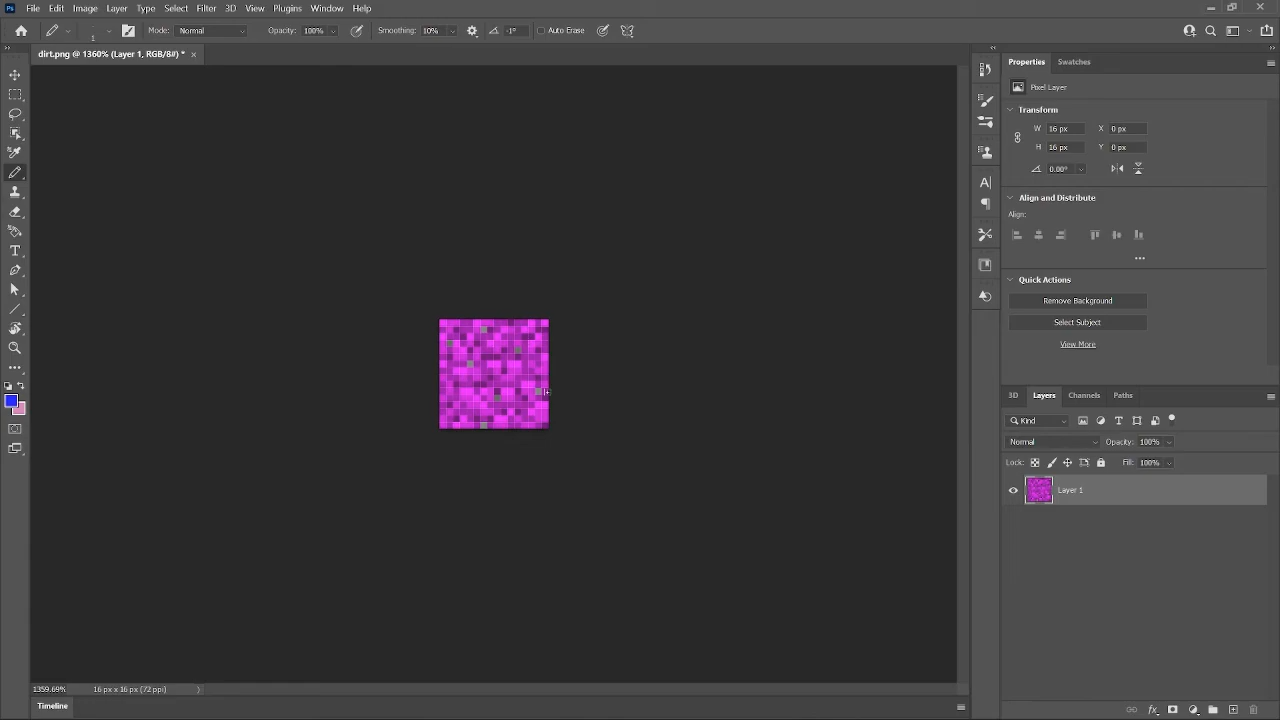 Ps File Edit Image Layer Type Select Filter 3D View Plugins Window Help
1 Mode: Normal Opacity: 100% Smoothing: 10% -1° Auto Erase
dirt.png @ 1360% (Layer 1, RGB/8#) * ×
Properties Swatches
Pixel Layer
Transform
W 16 px X 0 px
H 16 px Y 0 px
0.00°
Align and Distribute
Align:
Quick Actions
Remove Background
Select Subject
View More
3D Layers Channels Paths
Kind
Normal Opacity: 100%
Lock: Fill: 100%
Layer 1
1359.69% 16 px x 16 px (72 ppi)
Timeline